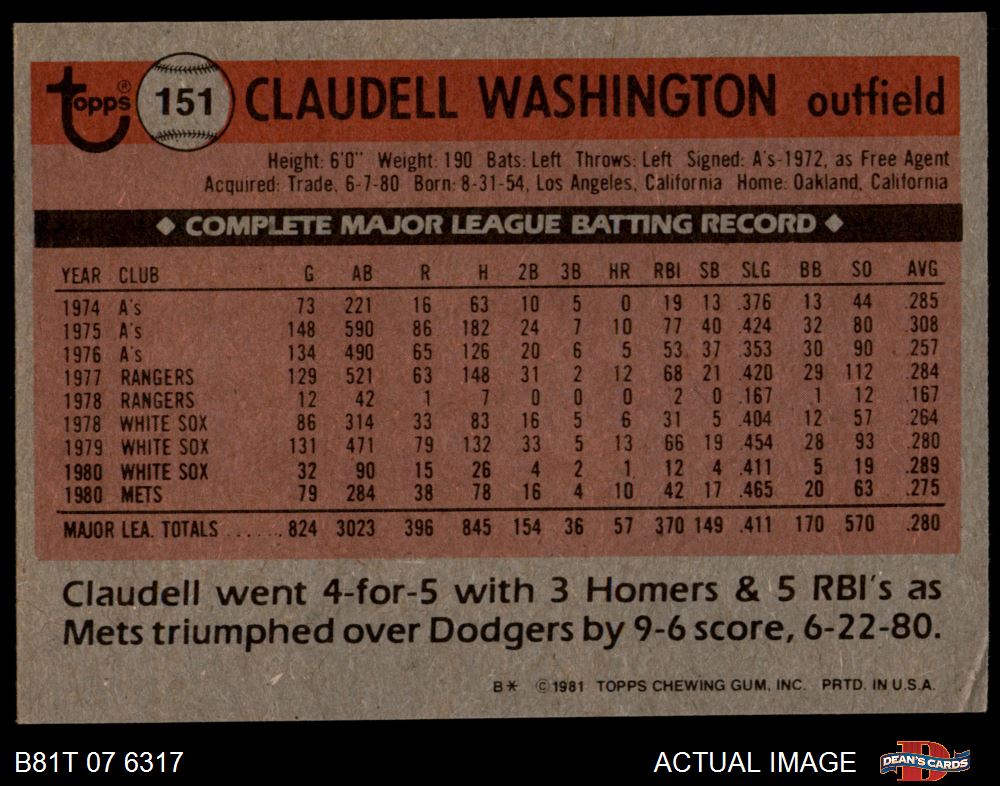 Topps® 151 CLAUDELL WASHINGTON outfield
Height: 6'0" Weight: 190 Bats: Left Throws: Left Signed: A's-1972, as Free Agent
Acquired: Trade, 6-7-80 Born: 8-31-54, Los Angeles, California Home: Oakland, California
◆ COMPLETE MAJOR LEAGUE BATTING RECORD ◆
YEAR CLUB G AB R H 2B 3B HR RBI SB SLG BB SO AVG
1974 A's 73 221 16 63 10 5 0 19 13 .376 13 44 .285
1975 A's 148 590 86 182 24 7 10 77 40 .424 32 80 .308
1976 A's 134 490 65 126 20 6 5 53 37 .353 30 90 .257
1977 RANGERS 129 521 63 148 31 2 12 68 21 .420 29 112 .284
1978 RANGERS 12 42 1 7 0 0 0 2 0 .167 1 12 .167
1978 WHITE SOX 86 314 33 83 16 5 6 31 5 .404 12 57 .264
1979 WHITE SOX 131 471 79 132 33 5 13 66 19 .454 28 93 .280
1980 WHITE SOX 32 90 15 26 4 2 1 12 4 .411 5 19 .289
1980 METS 79 284 38 78 16 4 10 42 17 .465 20 63 .275
MAJOR LEA. TOTALS ....... 824 3023 396 845 154 36 57 370 149 .411 170 570 .280
Claudell went 4-for-5 with 3 Homers & 5 RBI's as
Mets triumphed over Dodgers by 9-6 score, 6-22-80.
B* ©1981 TOPPS CHEWING GUM, INC. PRTD. IN U.S.A.
B81T 07 6317 ACTUAL IMAGE D DEAN'S CARDS